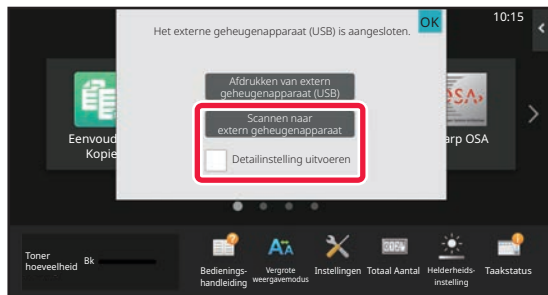 10:15
OK
Het externe geheugenapparaat (USB) is aangesloten.
Afdrukken van extern
geheugenapparaat (USB)
Scannen naar
extern geheugenapparaat
Detailinstelling uitvoeren
Eenvoud
Kopie
arp OSA
Toner
hoeveelheid
Bk
Bedienings-
handleiding
Vergrote
weergavemodus
Instellingen
Totaal Aantal
Helderheids-
instelling
Taakstatus